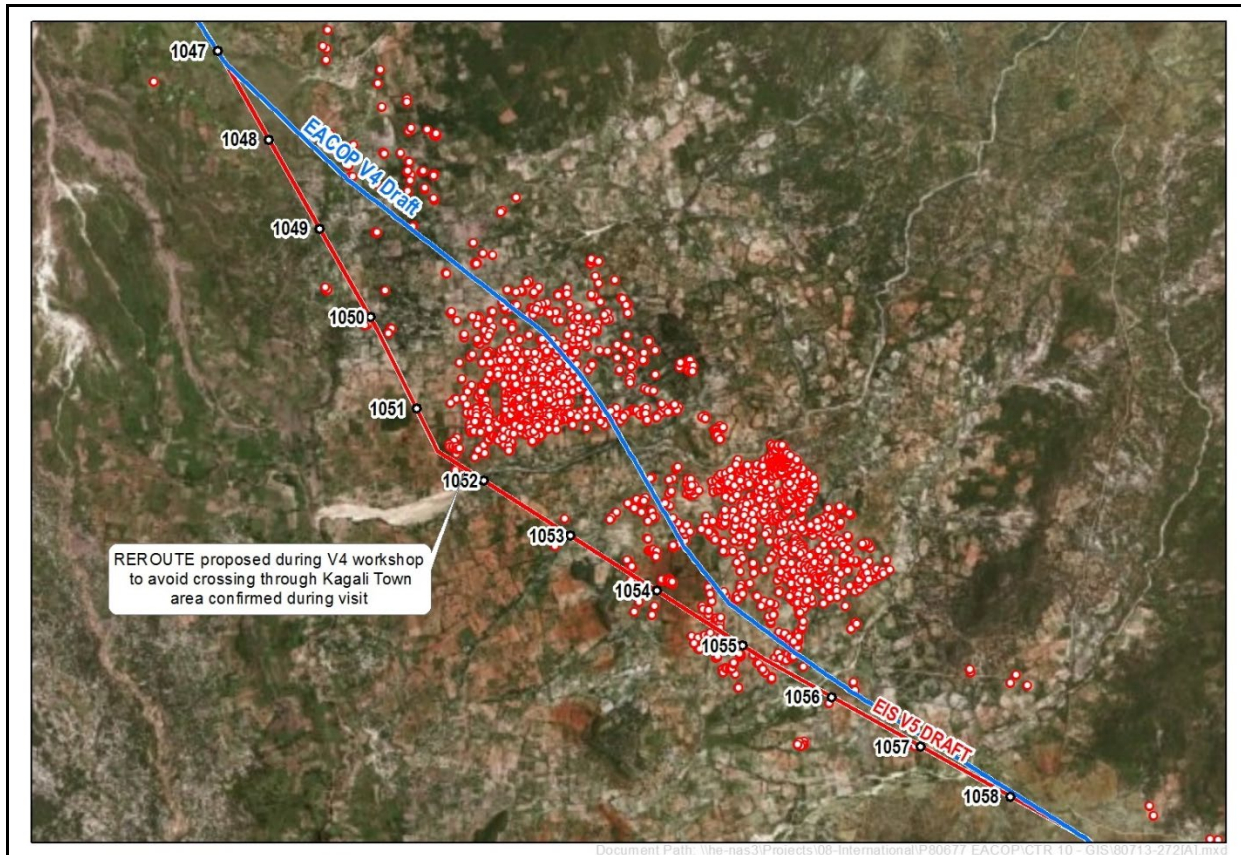 1047
1048
EACOP V4 Draft
1049
1050
1051
1052
REROUTE proposed during V4 workshop
to avoid crossing through Kagali Town
area confirmed during visit
1053
1054
1055
1056
EIS V5 DRAFT
1057
1058
Document Path: \\he-nas3\Projects\08-International\P80677 EACOP\CTR 10 - GIS\80713-272[A].mxd